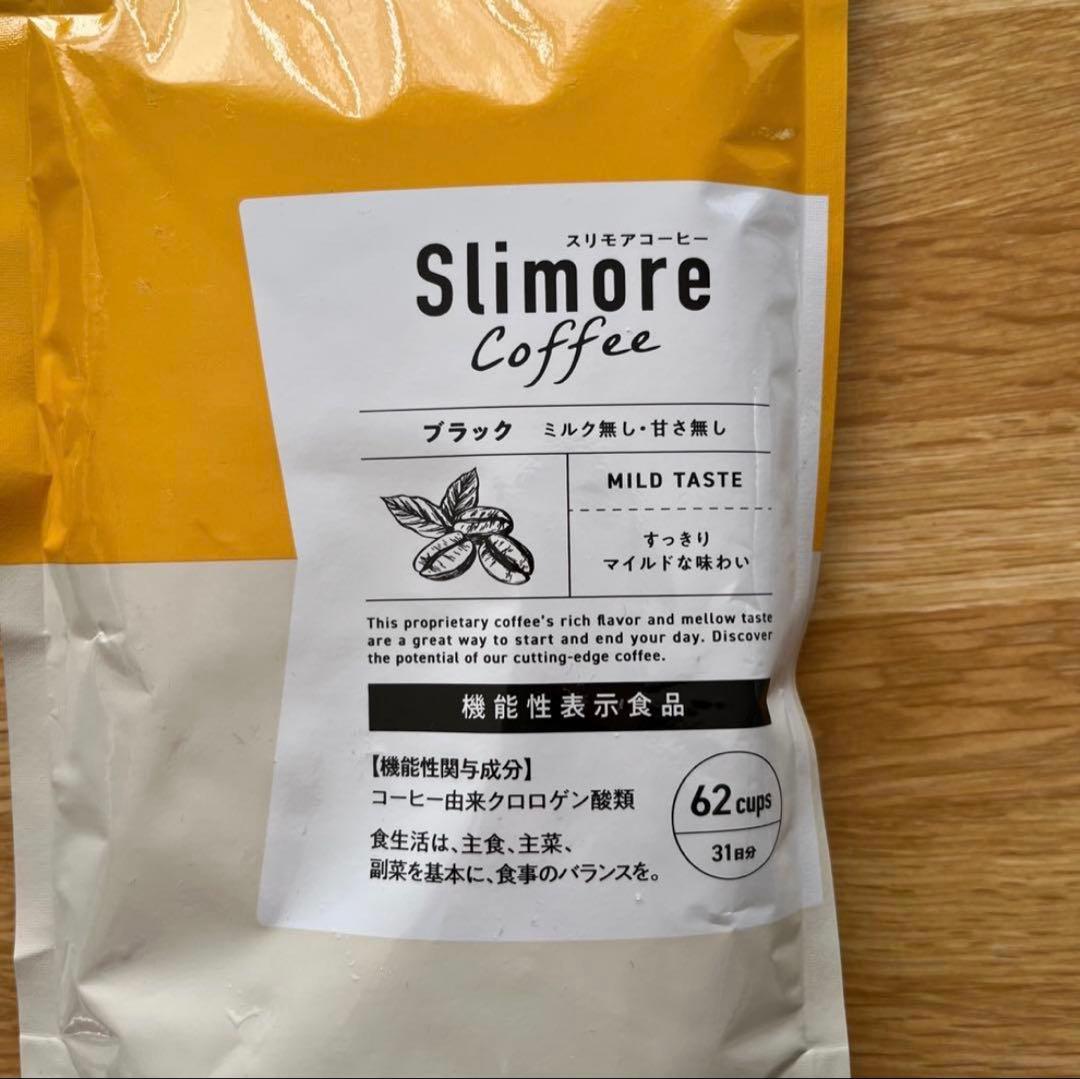 スリモアコーヒー
Slimore
Coffee
ブラック ミルク無し・甘さ無し
MILD TASTE
すっきり
マイルドな味わい
This proprietary coffee's rich flavor and mellow taste
are a great way to start and end your day. Discover
the potential of our cutting-edge coffee.
機能性表示食品
【機能性関与成分】
コーヒー由来クロロゲン酸類
食生活は、主食、主菜、
副菜を基本に、食事のバランスを。
62 cups
31日分